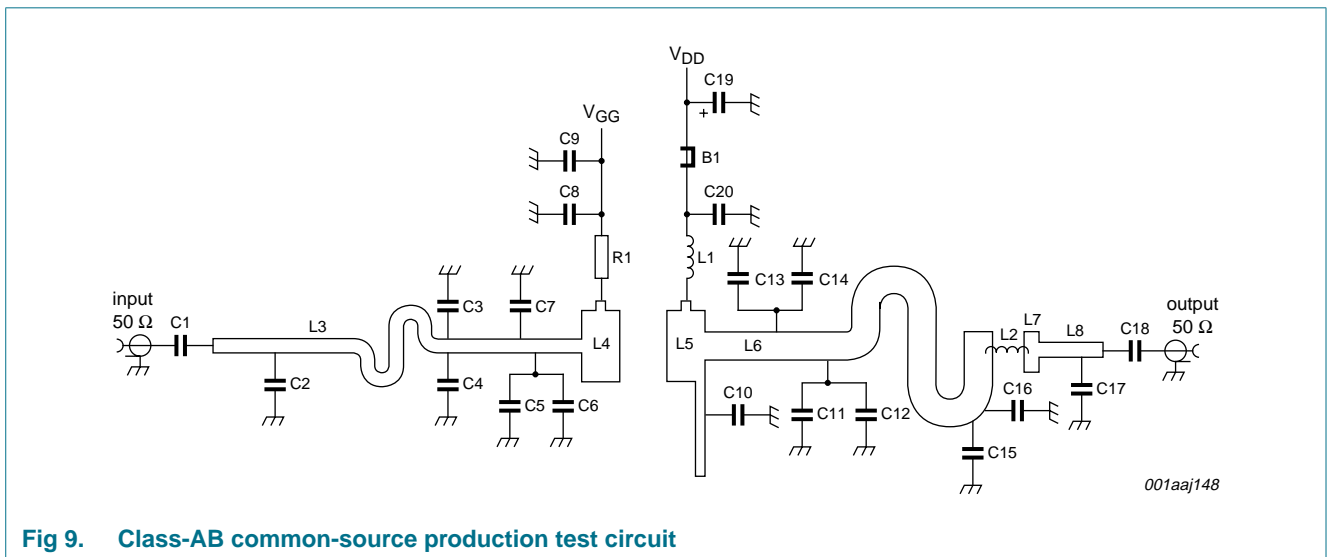 VDD
C19
VGG
C9
B1
C8
C20
R1
L1
C13
C14
C3
C7
input
50 Ω
C1
L3
output
50 Ω
L7
L2
L8
C18
L4
L5
L6
C2
C4
C17
C5
C6
C10
C11
C12
C16
C15
+
001aaj148
Fig 9. Class-AB common-source production test circuit